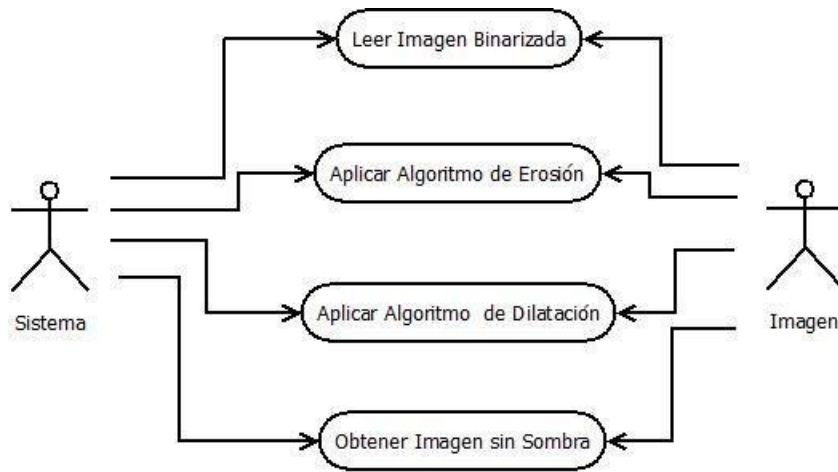 Leer Imagen Binarizada
Aplicar Algoritmo de Erosión
Sistema
Aplicar Algoritmo de Dilatación
Imagen
Obtener Imagen sin Sombra